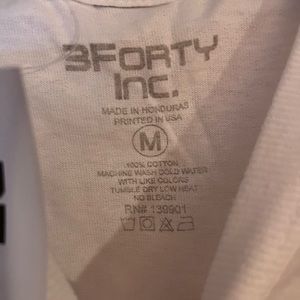 3FORTY
INC.
MADE IN HONDURAS
PRINTED IN USA
M
100% COTTON
MACHINE WASH COLD WATER
WITH LIKE COLORS
TUMBLE DRY LOW HEAT
NO BLEACH
RN# 139901